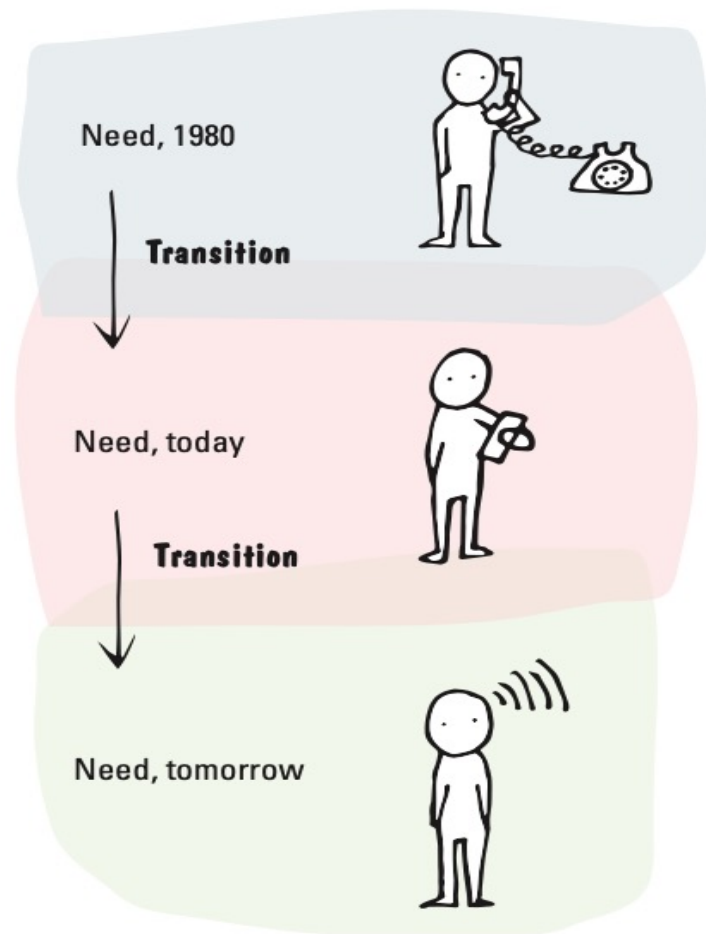 Need, 1980
Transition
Need, today
Transition
Need, tomorrow